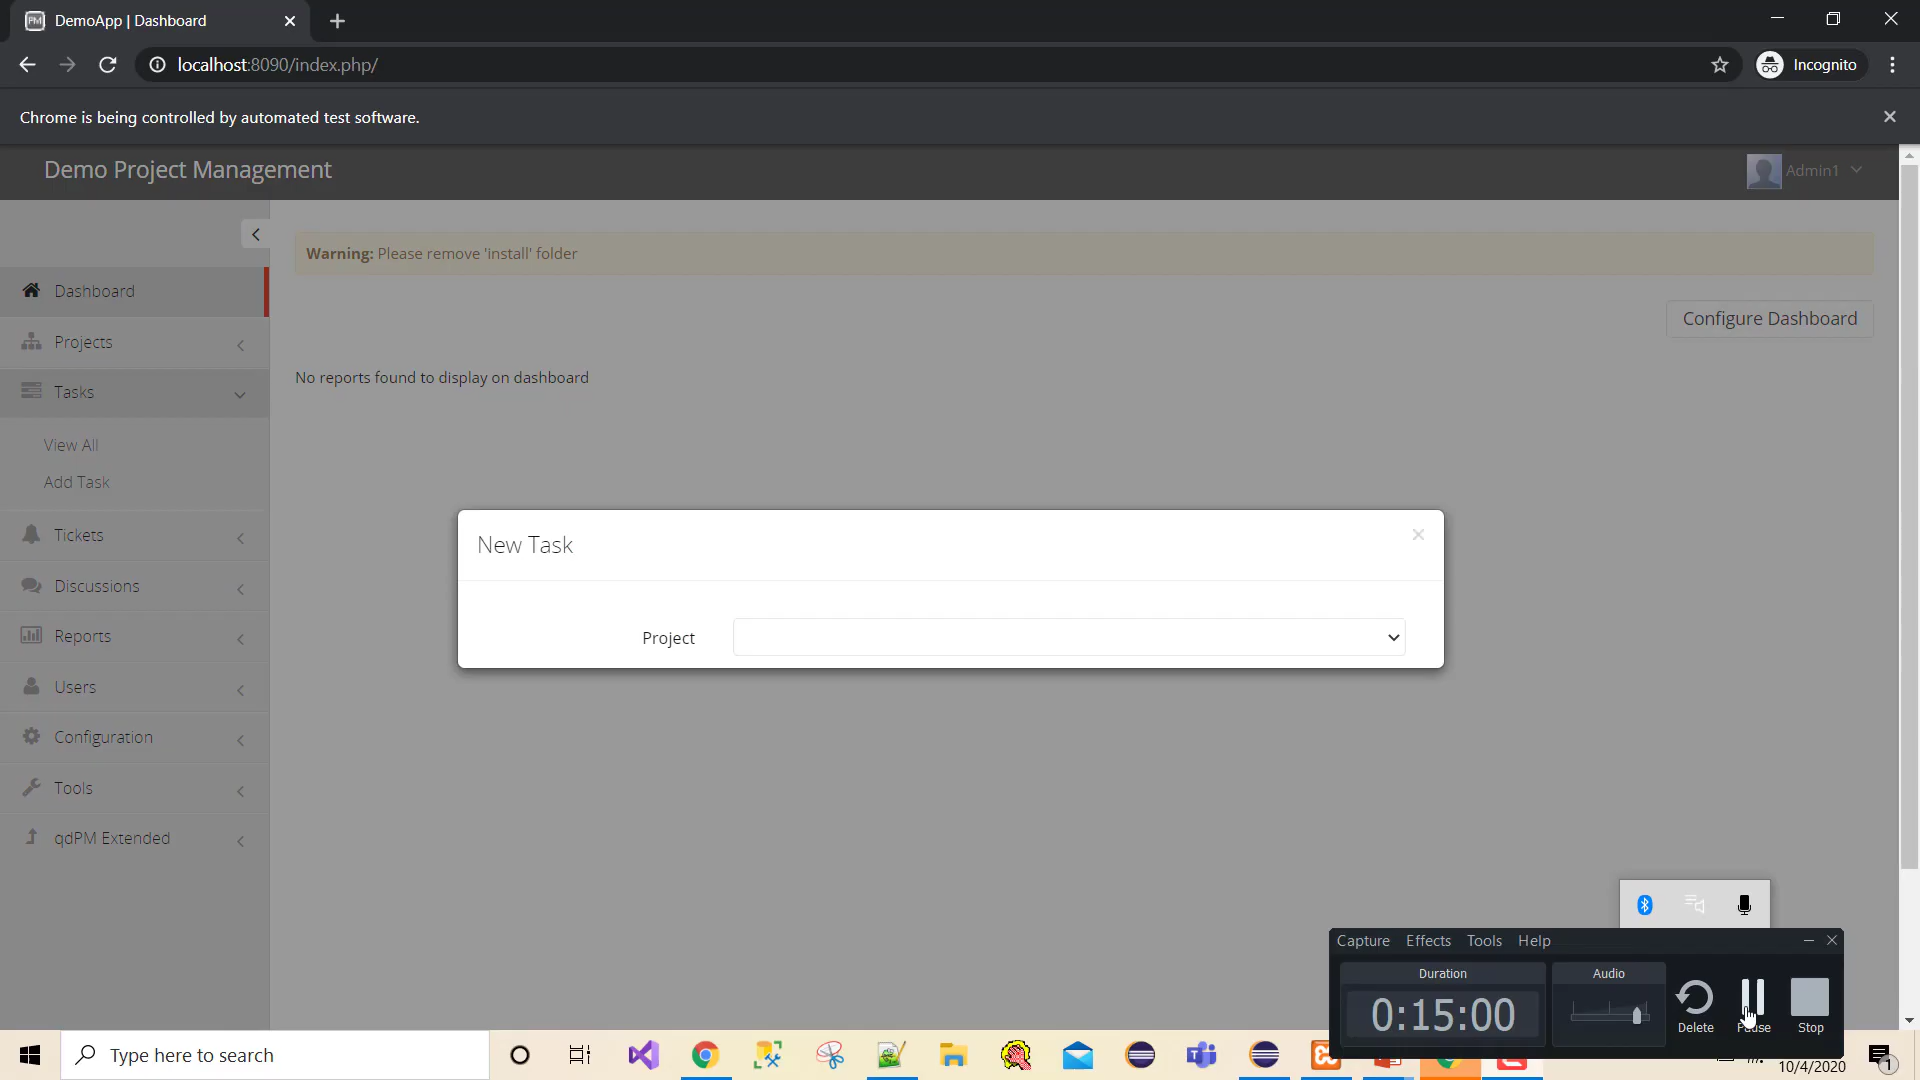 DemoApp | Dashboard
localhost:8090/index.php/
Incognito
Chrome is being controlled by automated test software.
Demo Project Management
Admin1
Warning: Please remove 'install' folder
Dashboard
Configure Dashboard
Projects
No reports found to display on dashboard
Tasks
View All
Add Task
Tickets
New Task
Discussions
Project
Reports
Users
Configuration
Tools
qdPM Extended
Capture Effects Tools Help
Duration
Audio
0:15:00
Delete
Pause
Stop
Type here to search
10/4/2020
1